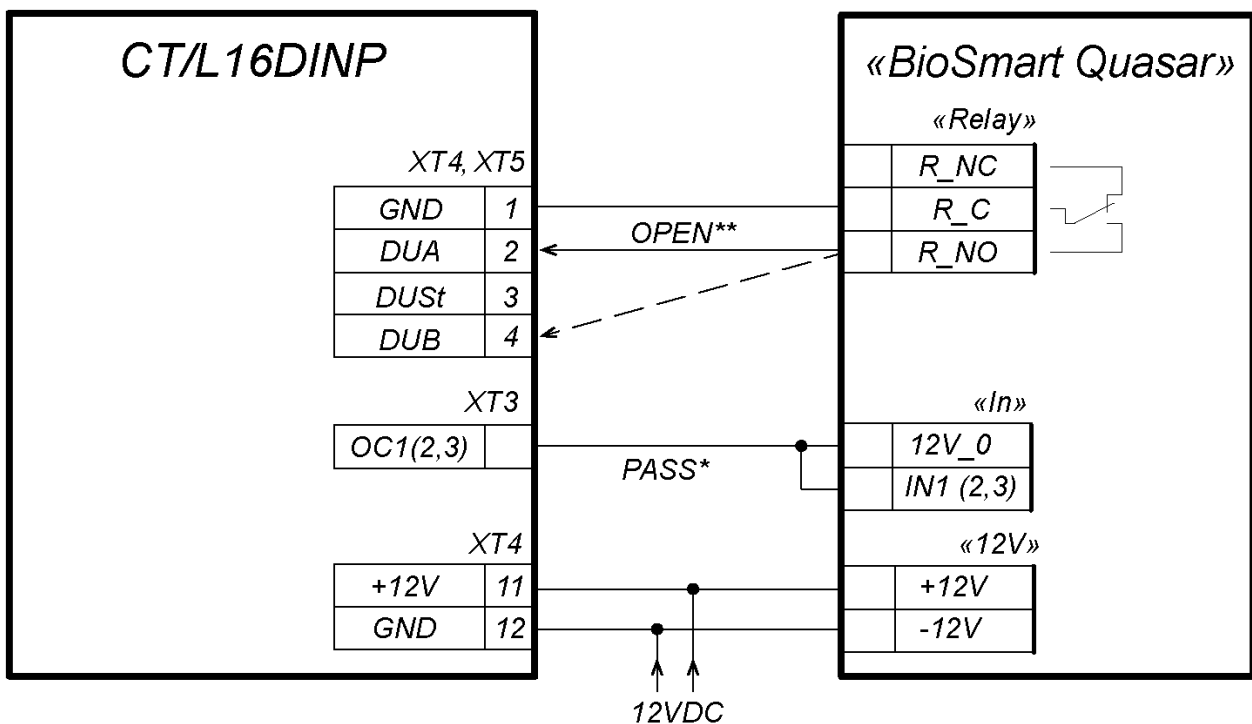 CT/L16DINP
«BioSmart Quasar»
«Relay»
XT4, XT5
R_NC
GND 1
R_C
OPEN**
DUA 2
R_NO
DUSt 3
DUB 4
XT3
«In»
OC1(2,3)
12V_0
PASS*
IN1 (2,3)
XT4
«12V»
+12V 11
+12V
GND 12
-12V
12VDC